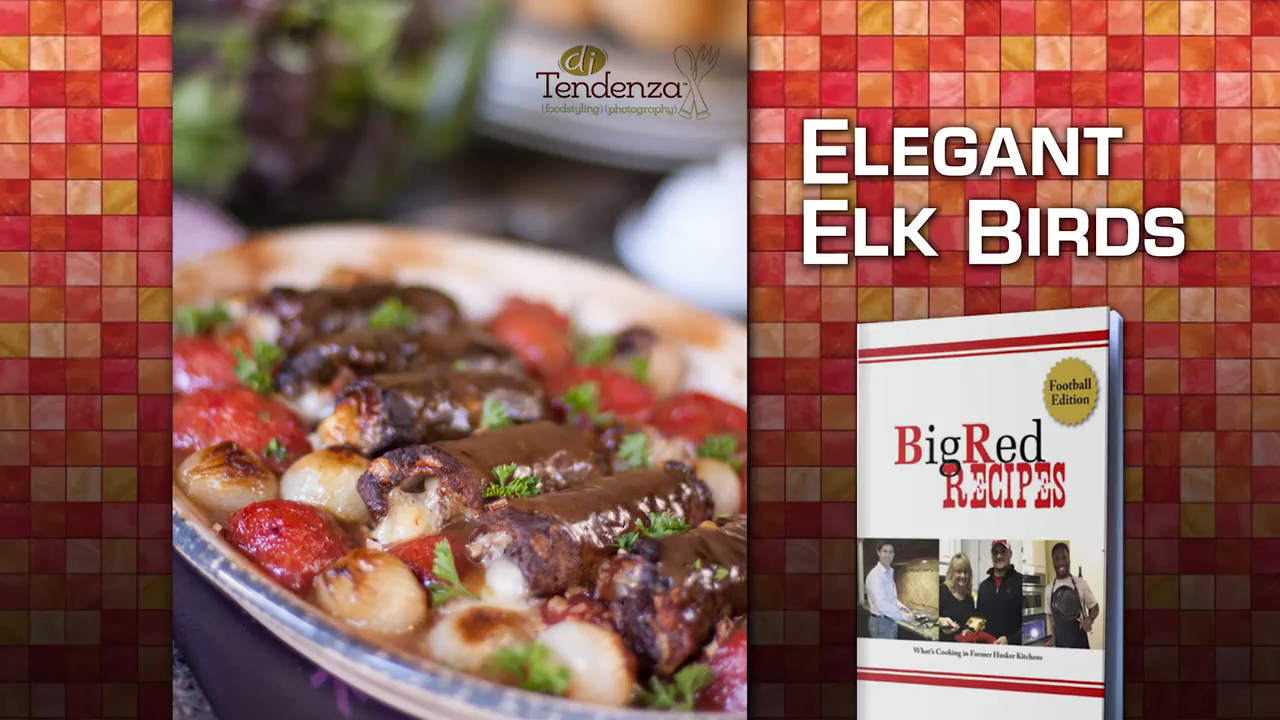 di
Tendenza
(foodstyling) (photography)
ELEGANT
ELK BIRDS
Football
Edition
BigRed
RECIPES
What's Cooking in Former Husker Kitchens